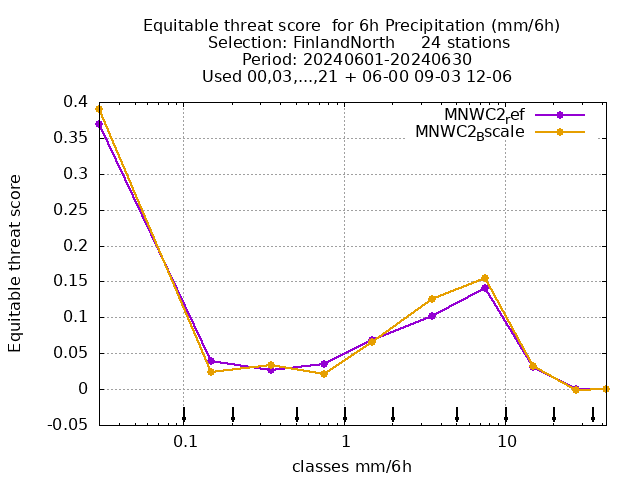 Equitable threat score  for 6h Precipitation (mm/6h)
Selection: FinlandNorth     24 stations
Period: 20240601-20240630
Used 00,03,...,21 + 06-00 09-03 12-06
MNWC2ref
MNWC2Bscale
Equitable threat score
0.4
0.35
0.3
0.25
0.2
0.15
0.1
0.05
0
-0.05
0.1
1
10
classes mm/6h